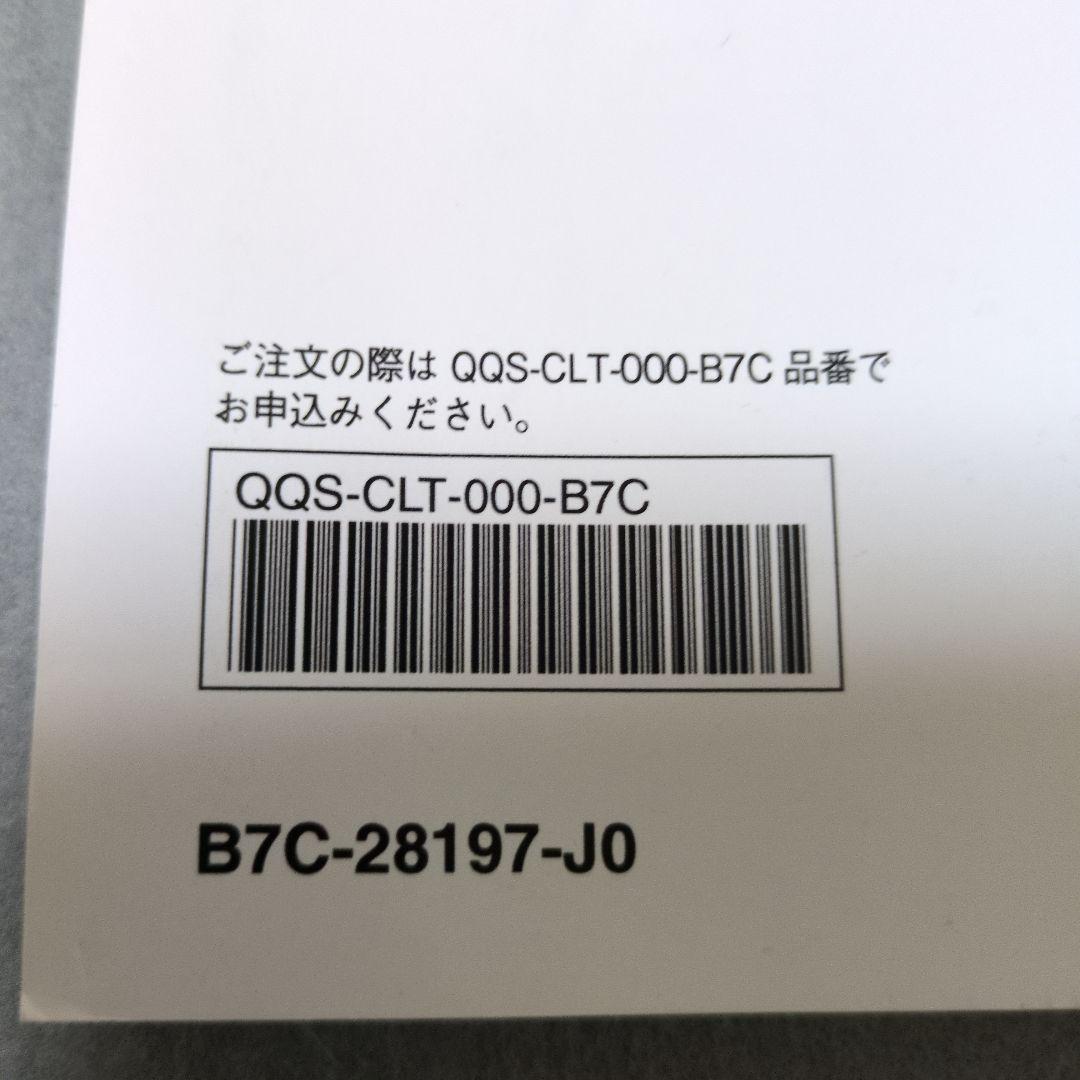 ご注文の際は QQS-CLT-000-B7C 品番で
お申込みください。
QQS-CLT-000-B7C
B7C-28197-J0